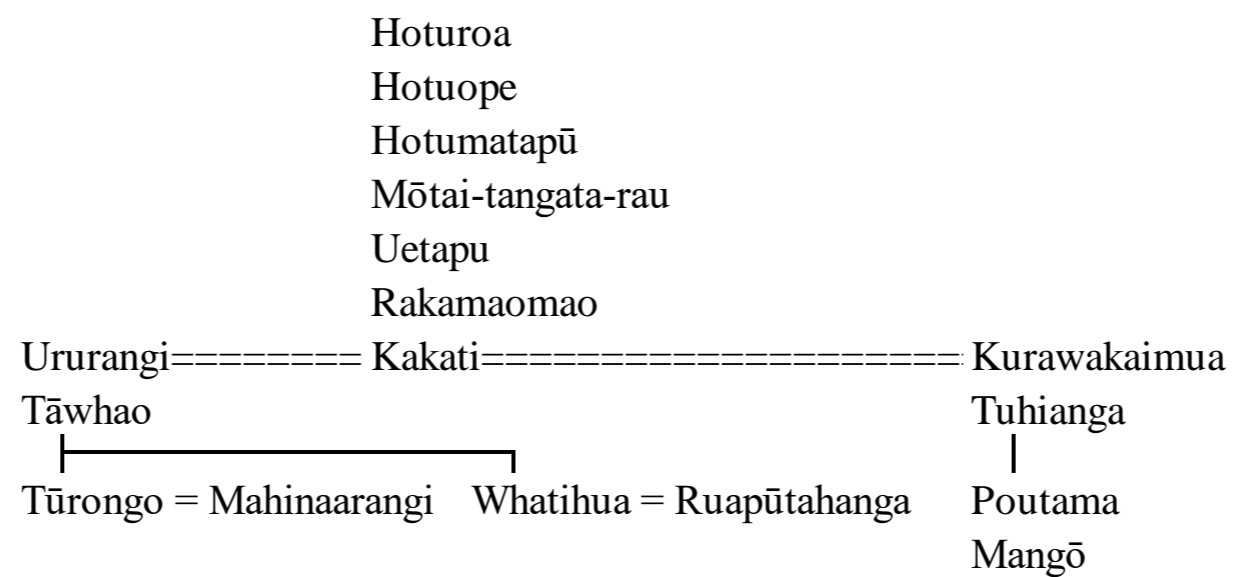 Hoturoa
Hotuope
Hotumatapū
Mōtai-tangata-rau
Uetapu
Rakamaomao
Ururangi======== Kakati===================== Kurawakaimua
Tāwhao Tuhianga
Tūrongo = Mahinaarangi Whatihua = Ruapūtahanga Poutama
Mangō